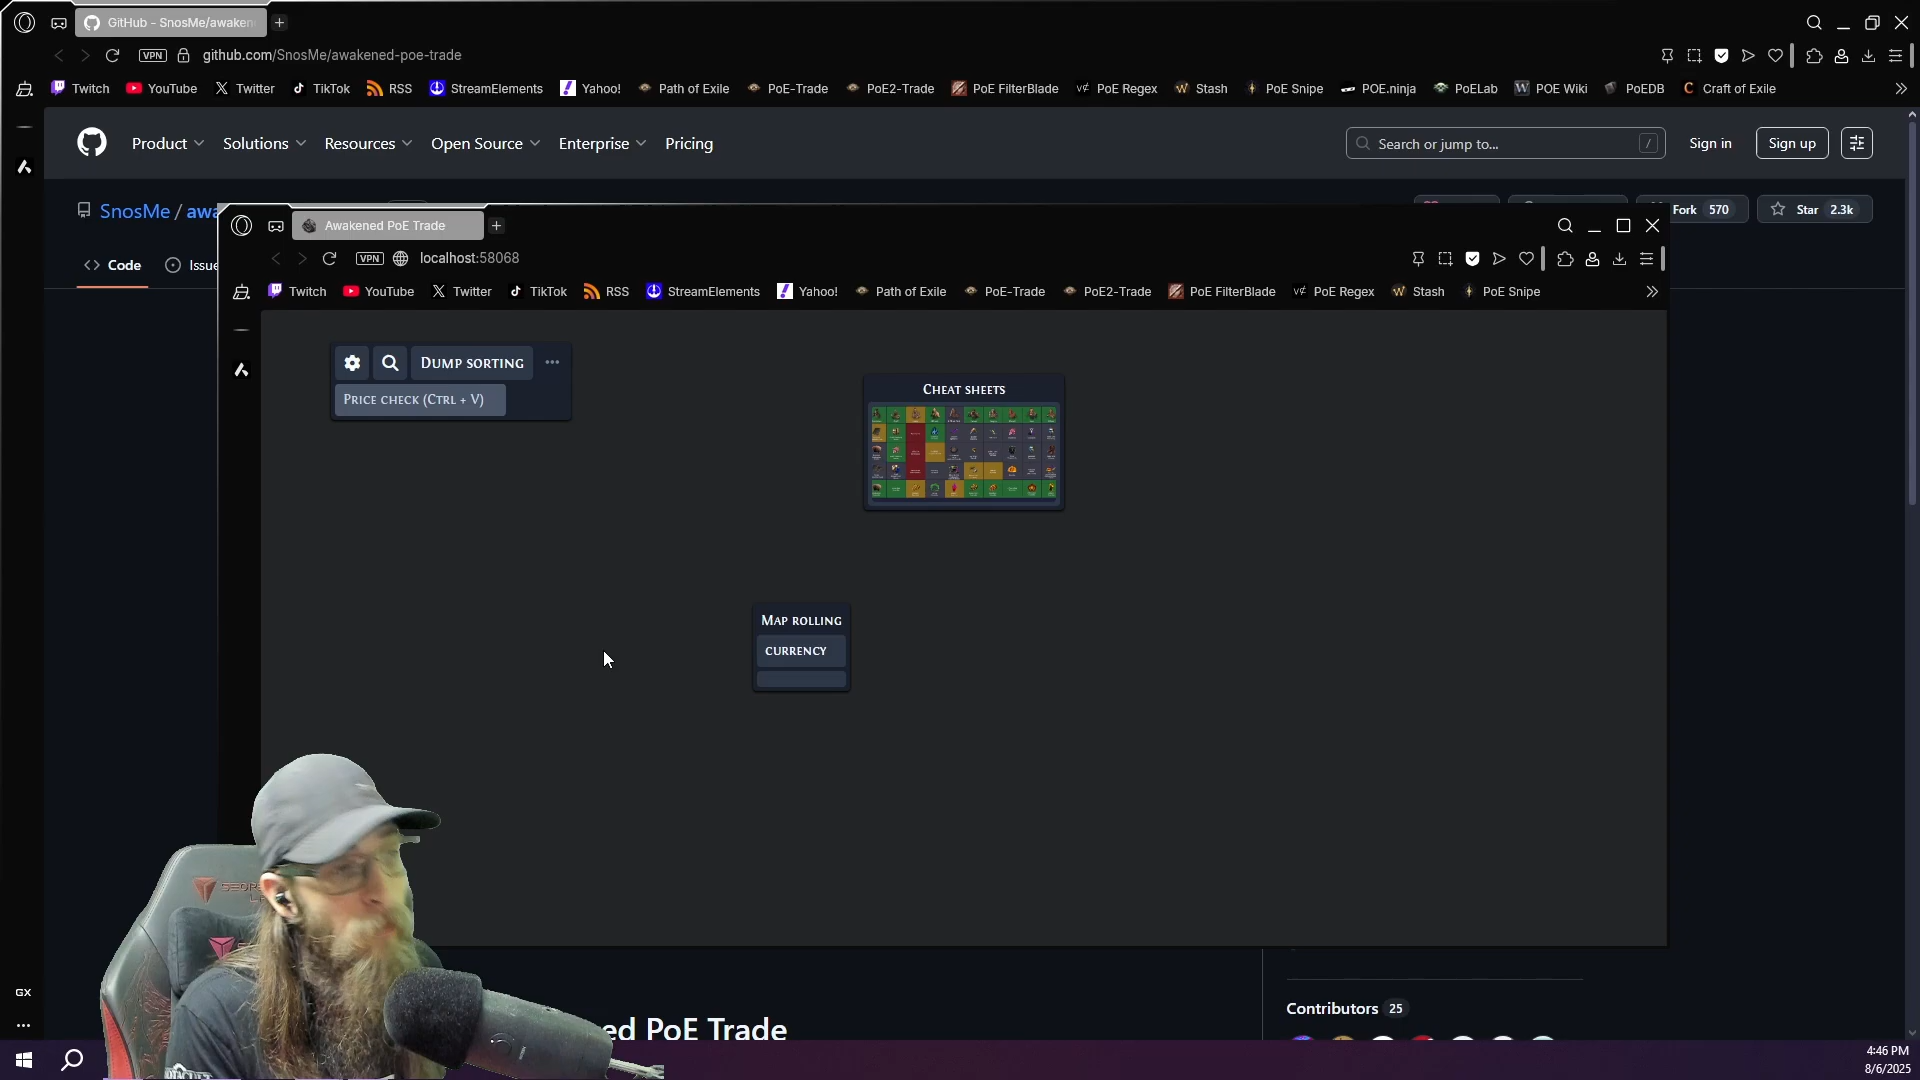 GitHub - SnosMe/awaken
VPN github.com/SnosMe/awakened-poe-trade
Twitch YouTube Twitter TikTok RSS StreamElements Yahoo! Path of Exile PoE-Trade PoE2-Trade PoE FilterBlade PoE Regex Stash PoE Snipe POE.ninja PoELab POE Wiki PoEDB Craft of Exile
Product Solutions Resources Open Source Enterprise Pricing Search or jump to... / Sign in Sign up
SnosMe / awa Fork 570 Star 2.3k
Code Issue
Awakened PoE Trade
VPN localhost:58068
Twitch YouTube Twitter TikTok RSS StreamElements Yahoo! Path of Exile PoE-Trade PoE2-Trade PoE FilterBlade PoE Regex Stash PoE Snipe
Dump sorting
Price check (Ctrl + V)
Cheat sheets
Map rolling
currency
GX
Contributors 25
ed PoE Trade
4:46 PM
8/6/2025